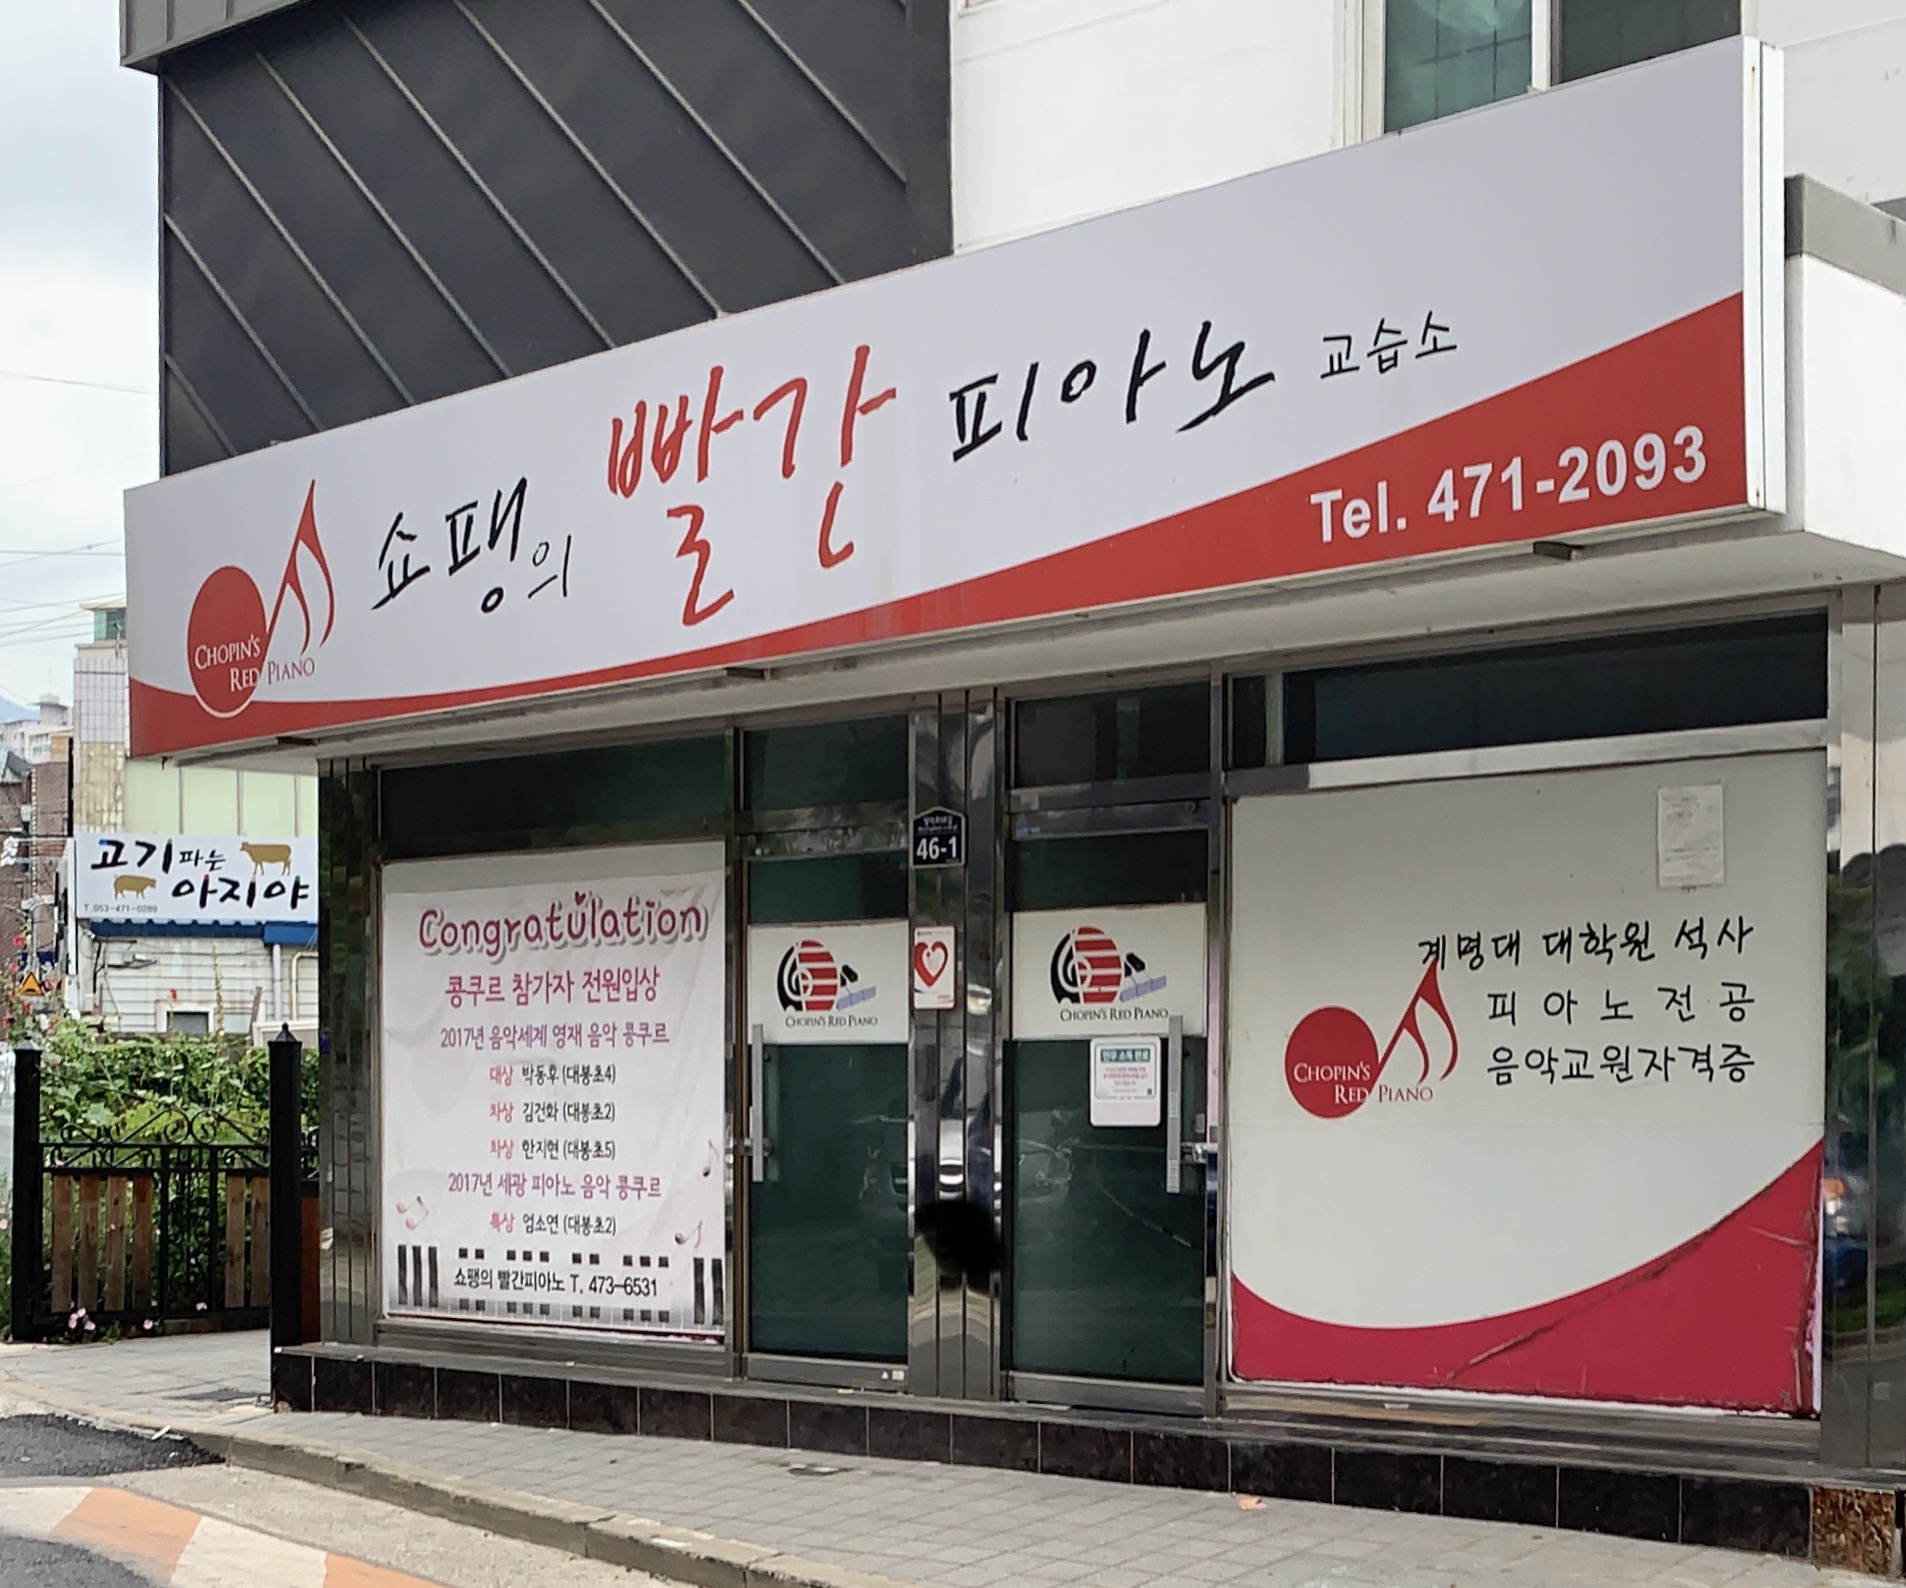 쇼팽의 빨간 피아노 교습소
Tel. 471-2093
CHOPIN'S
RED PIANO
고기파는
아지야
T.053-471-0289
46-1
Congratulation
콩쿠르 참가자 전원입상
2017년 음악세계 영재 음악 콩쿠르
대상 박동후 (대봉초4)
차상 김건화 (대봉초2)
차상 한지현 (대봉초5)
2017년 세광 피아노 음악 콩쿠르
특상 엄소연 (대봉초2)
쇼팽의 빨간피아노 T. 473-6531
CHOPIN'S RED PIANO
CHOPIN'S RED PIANO
계명대 대학원 석사
피아노전공
음악교원자격증
CHOPIN'S
RED PIANO